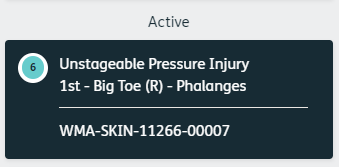 Active
6
Unstageable Pressure Injury
1st - Big Toe (R) - Phalanges
WMA-SKIN-11266-00007